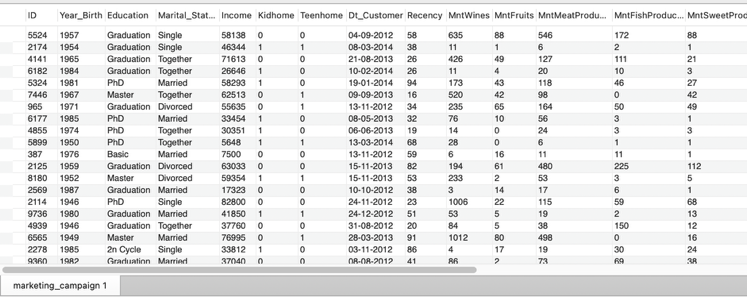 ID Year_Birth Education Marital_Stat... Income Kidhome Teenhome Dt_Customer Recency MntWines MntFruits MntMeatProdu... MntFishProduc... MntSweetProd
5524 1957 Graduation Single 58138 0 0 04-09-2012 58 635 88 546 172 88
2174 1954 Graduation Single 46344 1 1 08-03-2014 38 11 1 6 2 1
4141 1965 Graduation Together 71613 0 0 21-08-2013 26 426 49 127 111 21
6182 1984 Graduation Together 26646 1 0 10-02-2014 26 11 4 20 10 3
5324 1981 PhD Married 58293 1 0 19-01-2014 94 173 43 118 46 27
7446 1967 Master Together 62513 0 1 09-09-2013 16 520 42 98 0 42
965 1971 Graduation Divorced 55635 0 1 13-11-2012 34 235 65 164 50 49
6177 1985 PhD Married 33454 1 0 08-05-2013 32 76 10 56 3 1
4855 1974 PhD Together 30351 1 0 06-06-2013 19 14 0 24 3 3
5899 1950 PhD Together 5648 1 1 13-03-2014 68 28 0 6 1 1
387 1976 Basic Married 7500 0 0 13-11-2012 59 6 16 11 11 1
2125 1959 Graduation Divorced 63033 0 0 15-11-2013 82 194 61 480 225 112
8180 1952 Master Divorced 59354 1 1 15-11-2013 53 233 2 53 3 5
2569 1987 Graduation Married 17323 0 0 10-10-2012 38 3 14 17 6 1
2114 1946 PhD Single 82800 0 0 24-11-2012 23 1006 22 115 59 68
9736 1980 Graduation Married 41850 1 1 24-12-2012 51 53 5 19 2 13
4939 1946 Graduation Together 37760 0 0 31-08-2012 20 84 5 38 150 12
6565 1949 Master Married 76995 0 1 28-03-2013 91 1012 80 498 0 16
2278 1985 2n Cycle Single 33812 1 0 03-11-2012 86 4 17 19 30 24
9360 1982 Graduation Married 37040 0 0 08-08-2012 41 86 2 73 69 38
marketing_campaign 1